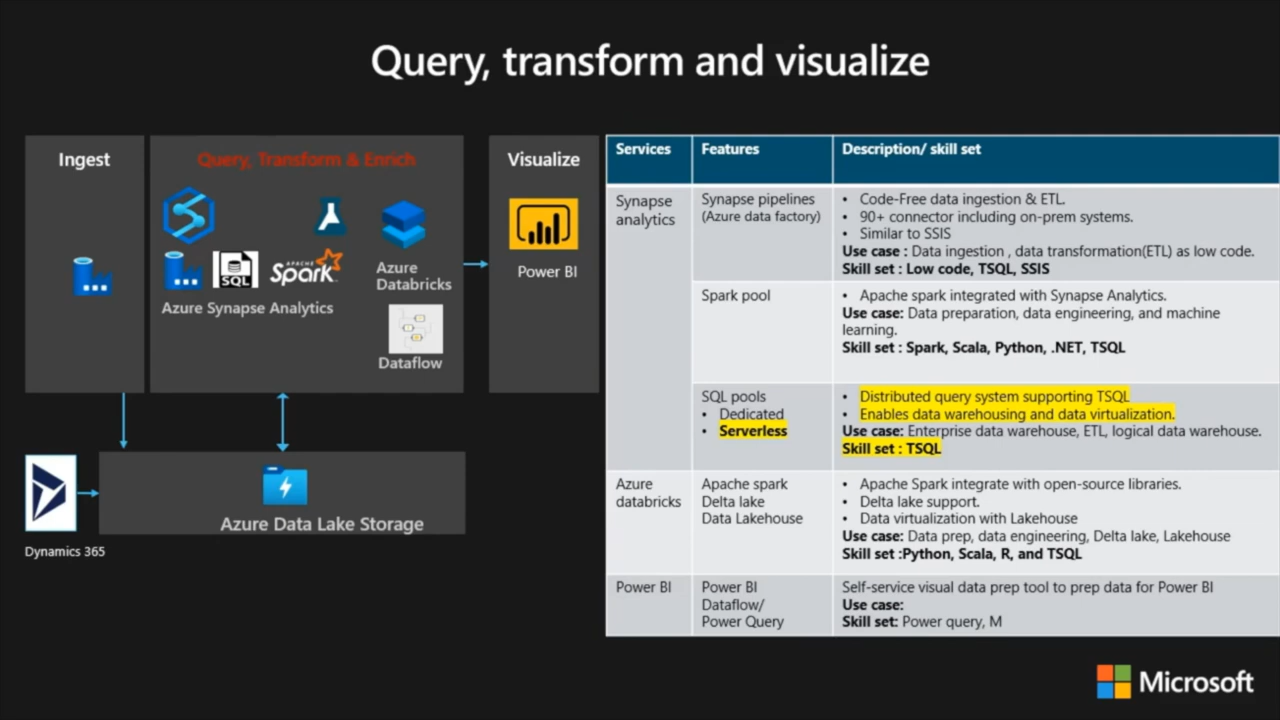 Query, transform and visualize
Ingest
Query, Transform & Enrich
SQL
APACHE
Spark
Azure Synapse Analytics
Azure
Databricks
Dataflow
Visualize
Power BI
Azure Data Lake Storage
Dynamics 365
Services
Features
Description/ skill set
Synapse
analytics
Synapse pipelines
(Azure data factory)
• Code-Free data ingestion & ETL.
• 90+ connector including on-prem systems.
• Similar to SSIS
Use case : Data ingestion , data transformation(ETL) as low code.
Skill set : Low code, TSQL, SSIS
Spark pool
• Apache spark integrated with Synapse Analytics.
Use case: Data preparation, data engineering, and machine
learning.
Skill set : Spark, Scala, Python, .NET, TSQL
SQL pools
• Dedicated
• Serverless
• Distributed query system supporting TSQL
• Enables data warehousing and data virtualization.
Use case: Enterprise data warehouse, ETL, logical data warehouse.
Skill set : TSQL
Azure
databricks
Apache spark
Delta lake
Data Lakehouse
• Apache Spark integrate with open-source libraries.
• Delta lake support.
• Data virtualization with Lakehouse
Use case: Data prep, data engineering, Delta lake, Lakehouse
Skill set :Python, Scala, R, and TSQL
Power BI
Power BI
Dataflow/
Power Query
Self-service visual data prep tool to prep data for Power BI
Use case:
Skill set: Power query, M
Microsoft